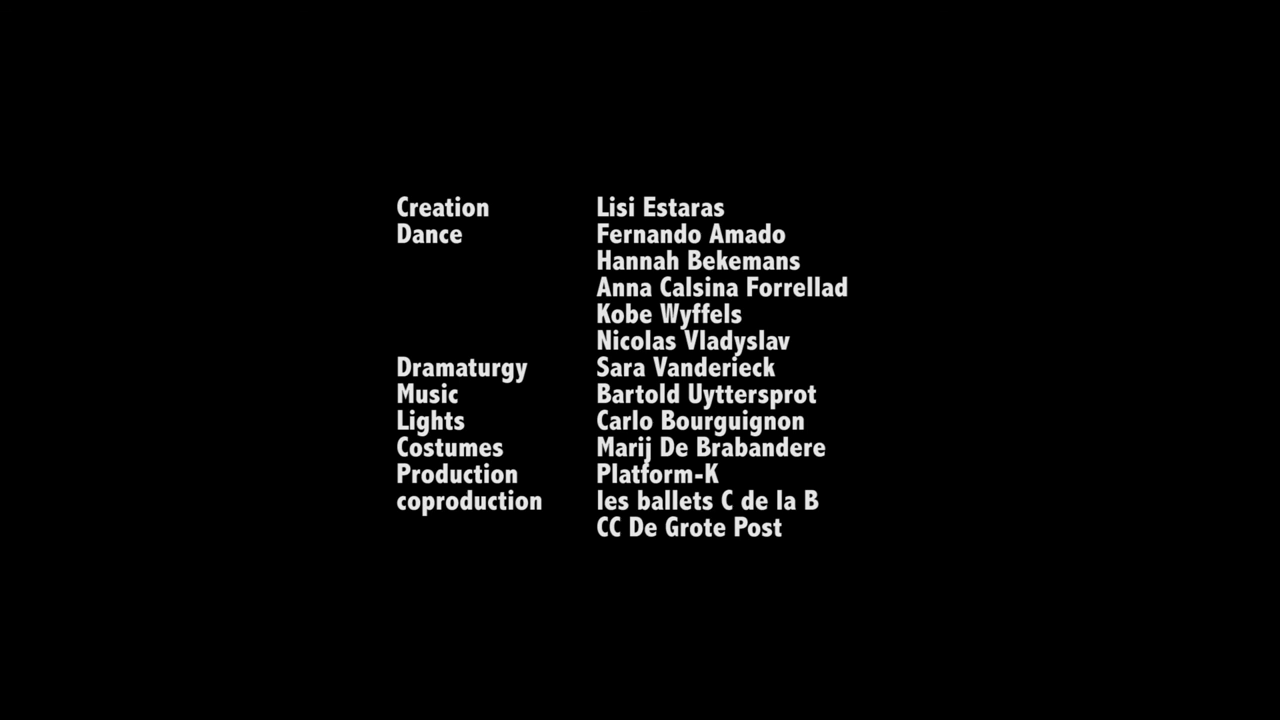 Creation Lisi Estaras
Dance Fernando Amado
Hannah Bekemans
Anna Calsina Forrellad
Kobe Wyffels
Nicolas Vladyslav
Dramaturgy Sara Vanderieck
Music Bartold Uyttersprot
Lights Carlo Bourguignon
Costumes Marij De Brabandere
Production Platform-K
coproduction les ballets C de la B
CC De Grote Post